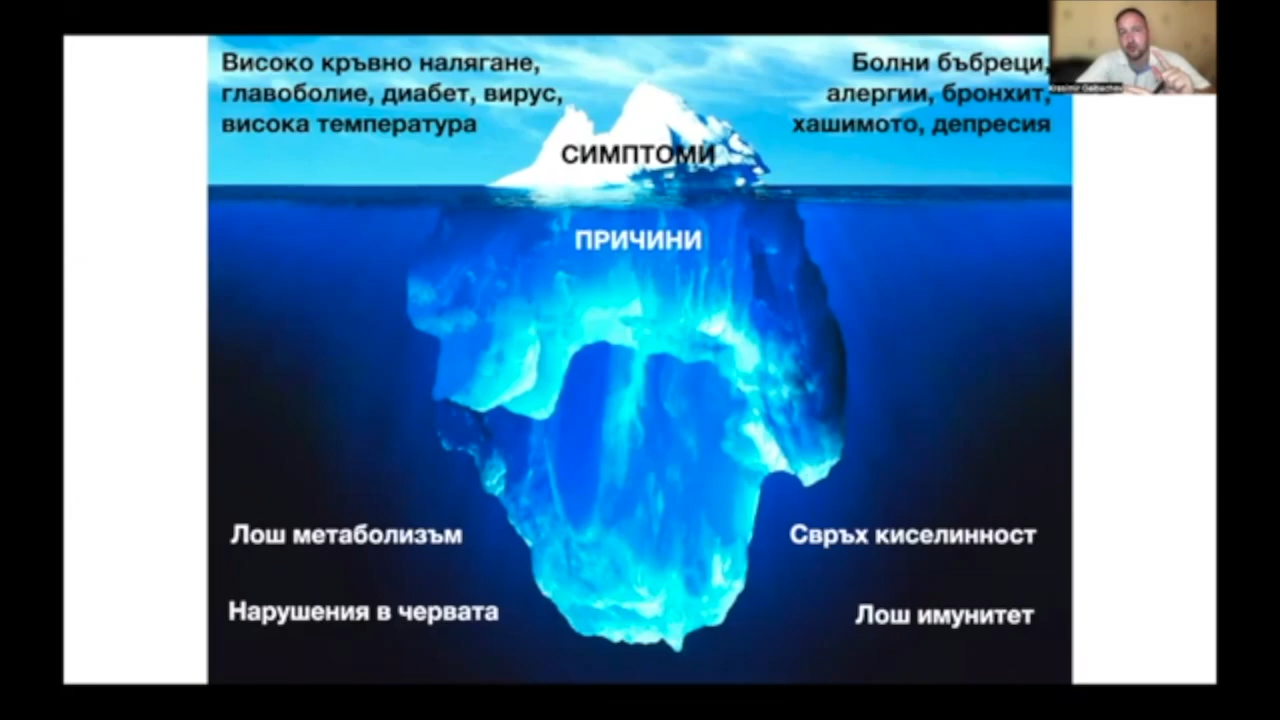 Високо кръвно налягане,
главоболие, диабет, вирус,
висока температура
Болни бъбреци,
алергии, бронхит,
хашимото, депресия
СИМПТОМИ
ПРИЧИНИ
Лош метаболизъм
Свръх киселинност
Нарушения в червата
Лош имунитет